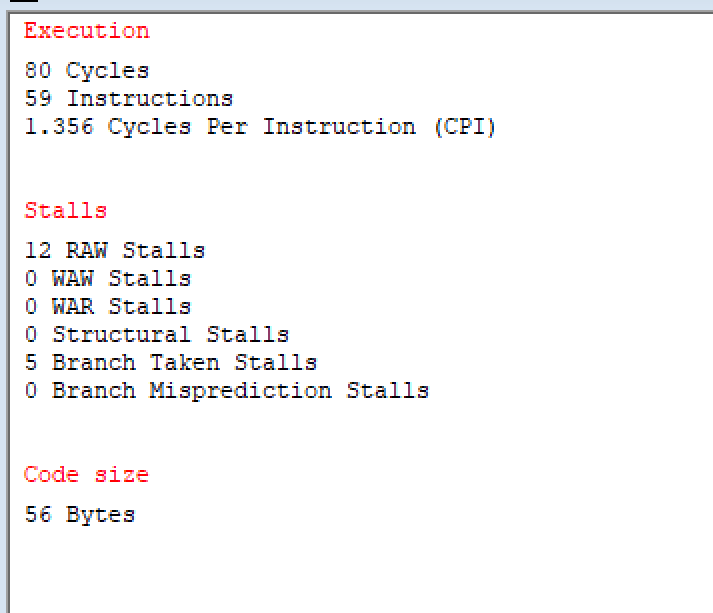 Execution
80 Cycles
59 Instructions
1.356 Cycles Per Instruction (CPI)
Stalls
12 RAW Stalls
0 WAW Stalls
0 WAR Stalls
0 Structural Stalls
5 Branch Taken Stalls
0 Branch Misprediction Stalls
Code size
56 Bytes